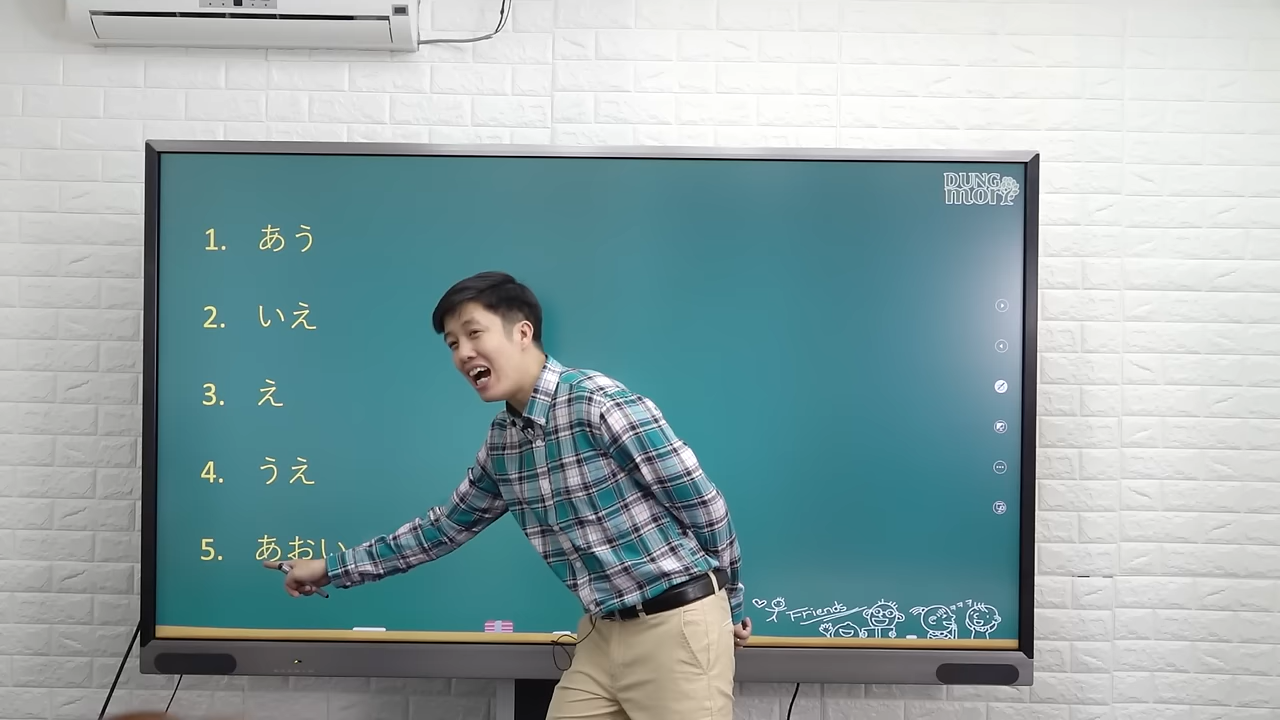 DUNG
mori
1. あう
2. いえ
3. え
4. うえ
5. あおい
Friends